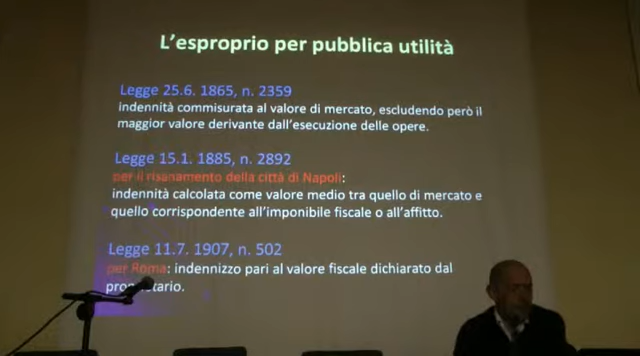 L'esproprio per pubblica utilità
Legge 25.6. 1865, n. 2359
indennità commisurata al valore di mercato, escludendo però il
maggior valore derivante dall'esecuzione delle opere.
Legge 15.1. 1885, n. 2892
per il risanamento della città di Napoli:
indennità calcolata come valore medio tra quello di mercato e
quello corrispondente all'imponibile fiscale o all'affitto.
Legge 11.7. 1907, n. 502
per Roma: indennizzo pari al valore fiscale dichiarato dal
proprietario.